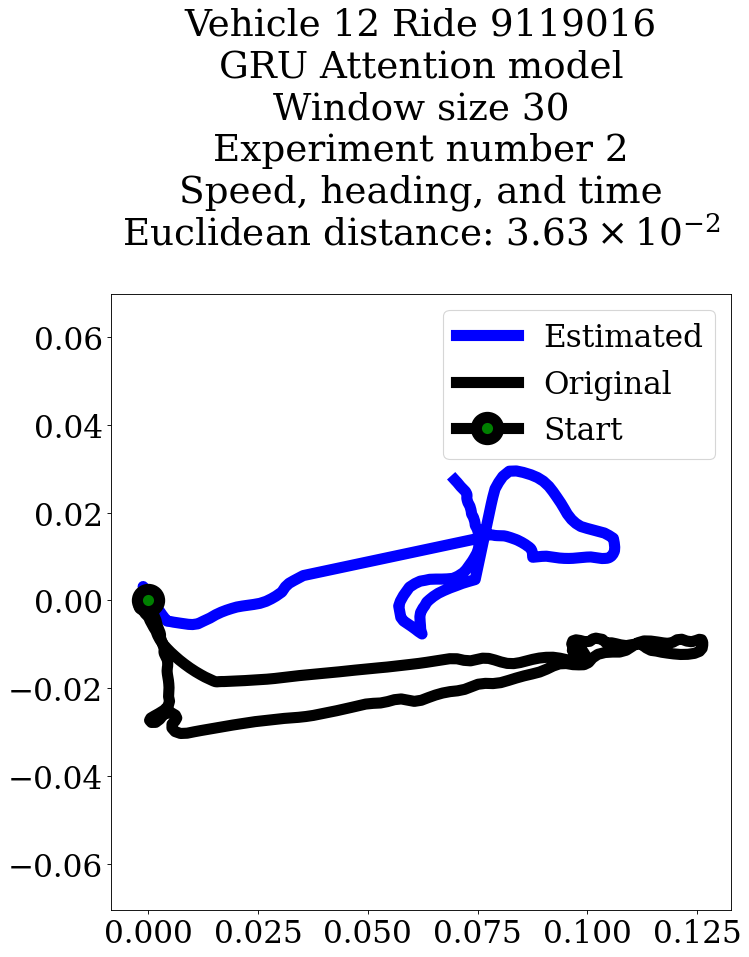 Vehicle 12 Ride 9119016
GRU Attention model
Window size 30
Experiment number 2
Speed, heading, and time
Euclidean distance: 3.63 × 10⁻²
Estimated
Original
Start
0.06
0.04
0.02
0.00
−0.02
−0.04
−0.06
0.000 0.025 0.050 0.075 0.100 0.125